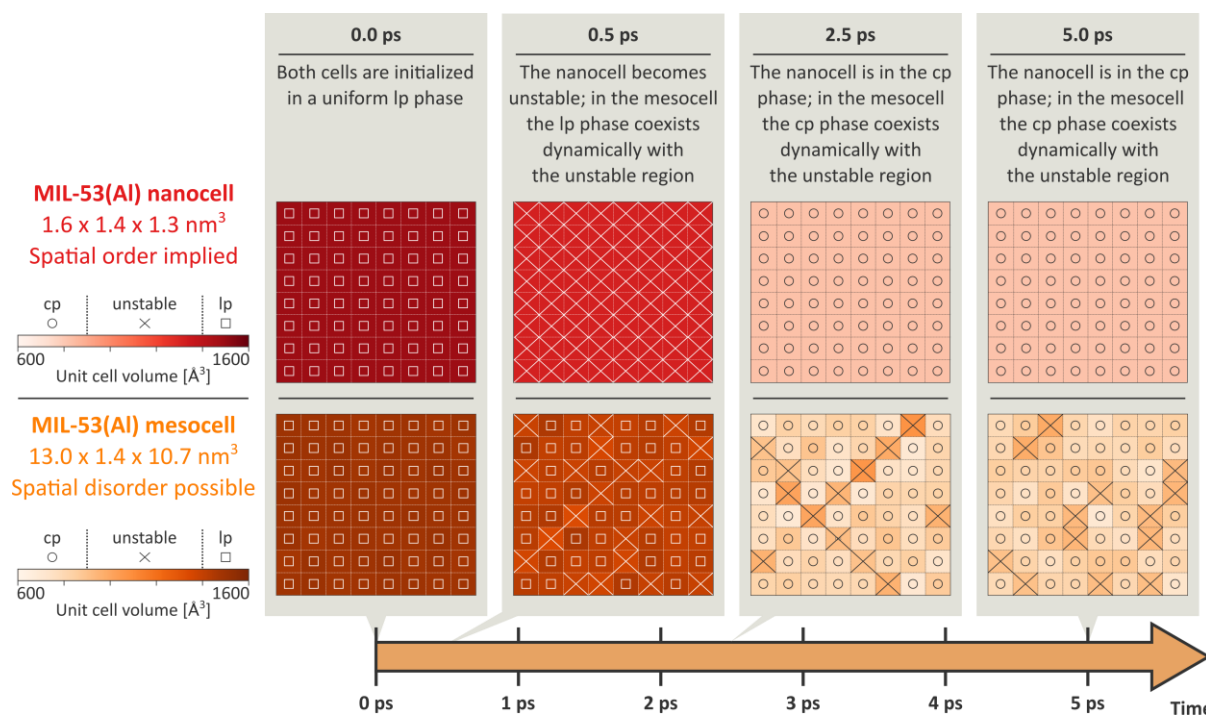 0.0 ps
Both cells are initialized
in a uniform lp phase
0.5 ps
The nanocell becomes
unstable; in the mesocell
the lp phase coexists
dynamically with
the unstable region
2.5 ps
The nanocell is in the cp
phase; in the mesocell
the cp phase coexists
dynamically with
the unstable region
5.0 ps
The nanocell is in the cp
phase; in the mesocell
the cp phase coexists
dynamically with
the unstable region
MIL-53(Al) nanocell
1.6 x 1.4 x 1.3 nm³
Spatial order implied
cp unstable lp
600 1600
Unit cell volume [Å³]
MIL-53(Al) mesocell
13.0 x 1.4 x 10.7 nm³
Spatial disorder possible
cp unstable lp
600 1600
Unit cell volume [Å³]
0 ps 1 ps 2 ps 3 ps 4 ps 5 ps Time